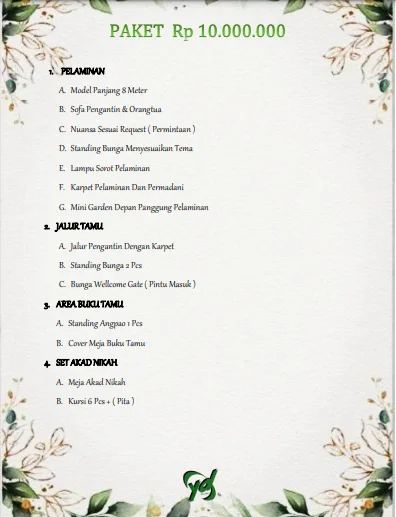 PAKET Rp 10.000.000
1. PELAMINAN
A. Model Panjang 8 Meter
B. Sofa Pengantin & Orangtua
C. Nuansa Sesuai Request ( Permintaan )
D. Standing Bunga Menyesuaikan Tema
E. Lampu Sorot Pelaminan
F. Karpet Pelaminan Dan Permadani
G. Mini Garden Depan Panggung Pelaminan
2. JALUR TAMU
A. Jalur Pengantin Dengan Karpet
B. Standing Bunga 2 Pcs
C. Bunga Wellcome Gate ( Pintu Masuk )
3. AREA BUKU TAMU
A. Standing Angpao 1 Pcs
B. Cover Meja Buku Tamu
4. SET AKAD NIKAH
A. Meja Akad Nikah
B. Kursi 6 Pcs + ( Pita )